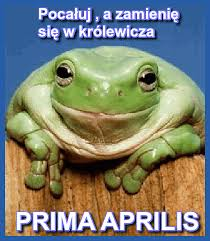 Pocałuj , a zamienię
się w królewicza
PRIMA APRILIS